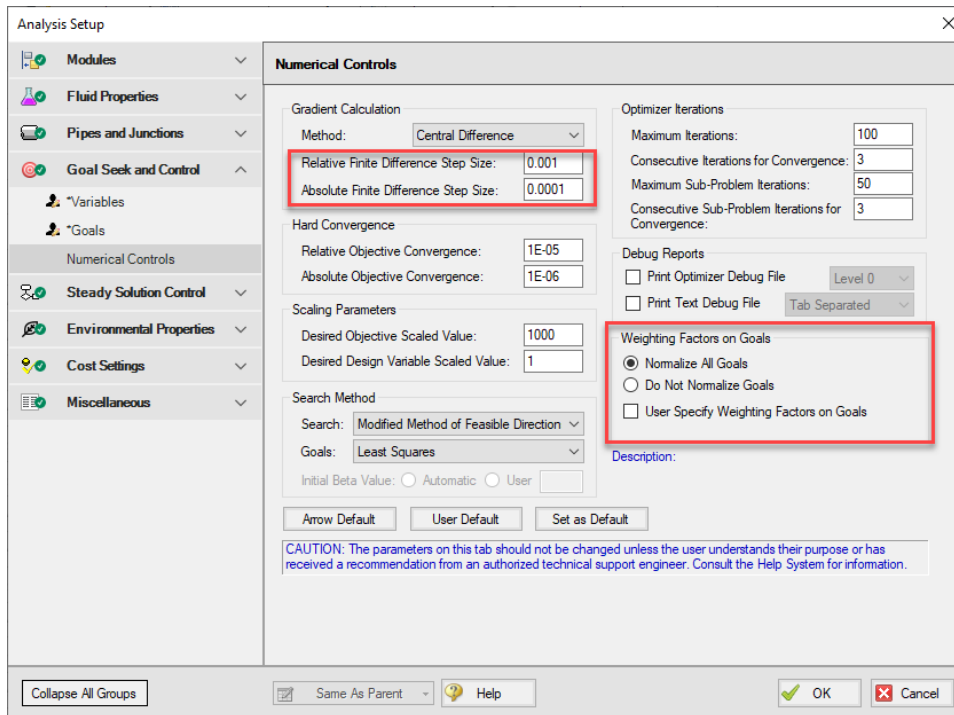 Analysis Setup
Modules
Fluid Properties
Pipes and Junctions
Goal Seek and Control
*Variables
*Goals
Numerical Controls
Steady Solution Control
Environmental Properties
Cost Settings
Miscellaneous
Collapse All Groups
Numerical Controls
Gradient Calculation
Method: Central Difference
Relative Finite Difference Step Size: 0.001
Absolute Finite Difference Step Size: 0.0001
Hard Convergence
Relative Objective Convergence: 1E-05
Absolute Objective Convergence: 1E-06
Scaling Parameters
Desired Objective Scaled Value: 1000
Desired Design Variable Scaled Value: 1
Search Method
Search: Modified Method of Feasible Direction
Goals: Least Squares
Initial Beta Value: Automatic User
Optimizer Iterations
Maximum Iterations: 100
Consecutive Iterations for Convergence: 3
Maximum Sub-Problem Iterations: 50
Consecutive Sub-Problem Iterations for 3
Convergence:
Debug Reports
Print Optimizer Debug File Level 0
Print Text Debug File Tab Separated
Weighting Factors on Goals
Normalize All Goals
Do Not Normalize Goals
User Specify Weighting Factors on Goals
Description:
Arrow Default User Default Set as Default
CAUTION: The parameters on this tab should not be changed unless the user understands their purpose or has
received a recommendation from an authorized technical support engineer. Consult the Help System for information.
Same As Parent Help OK Cancel